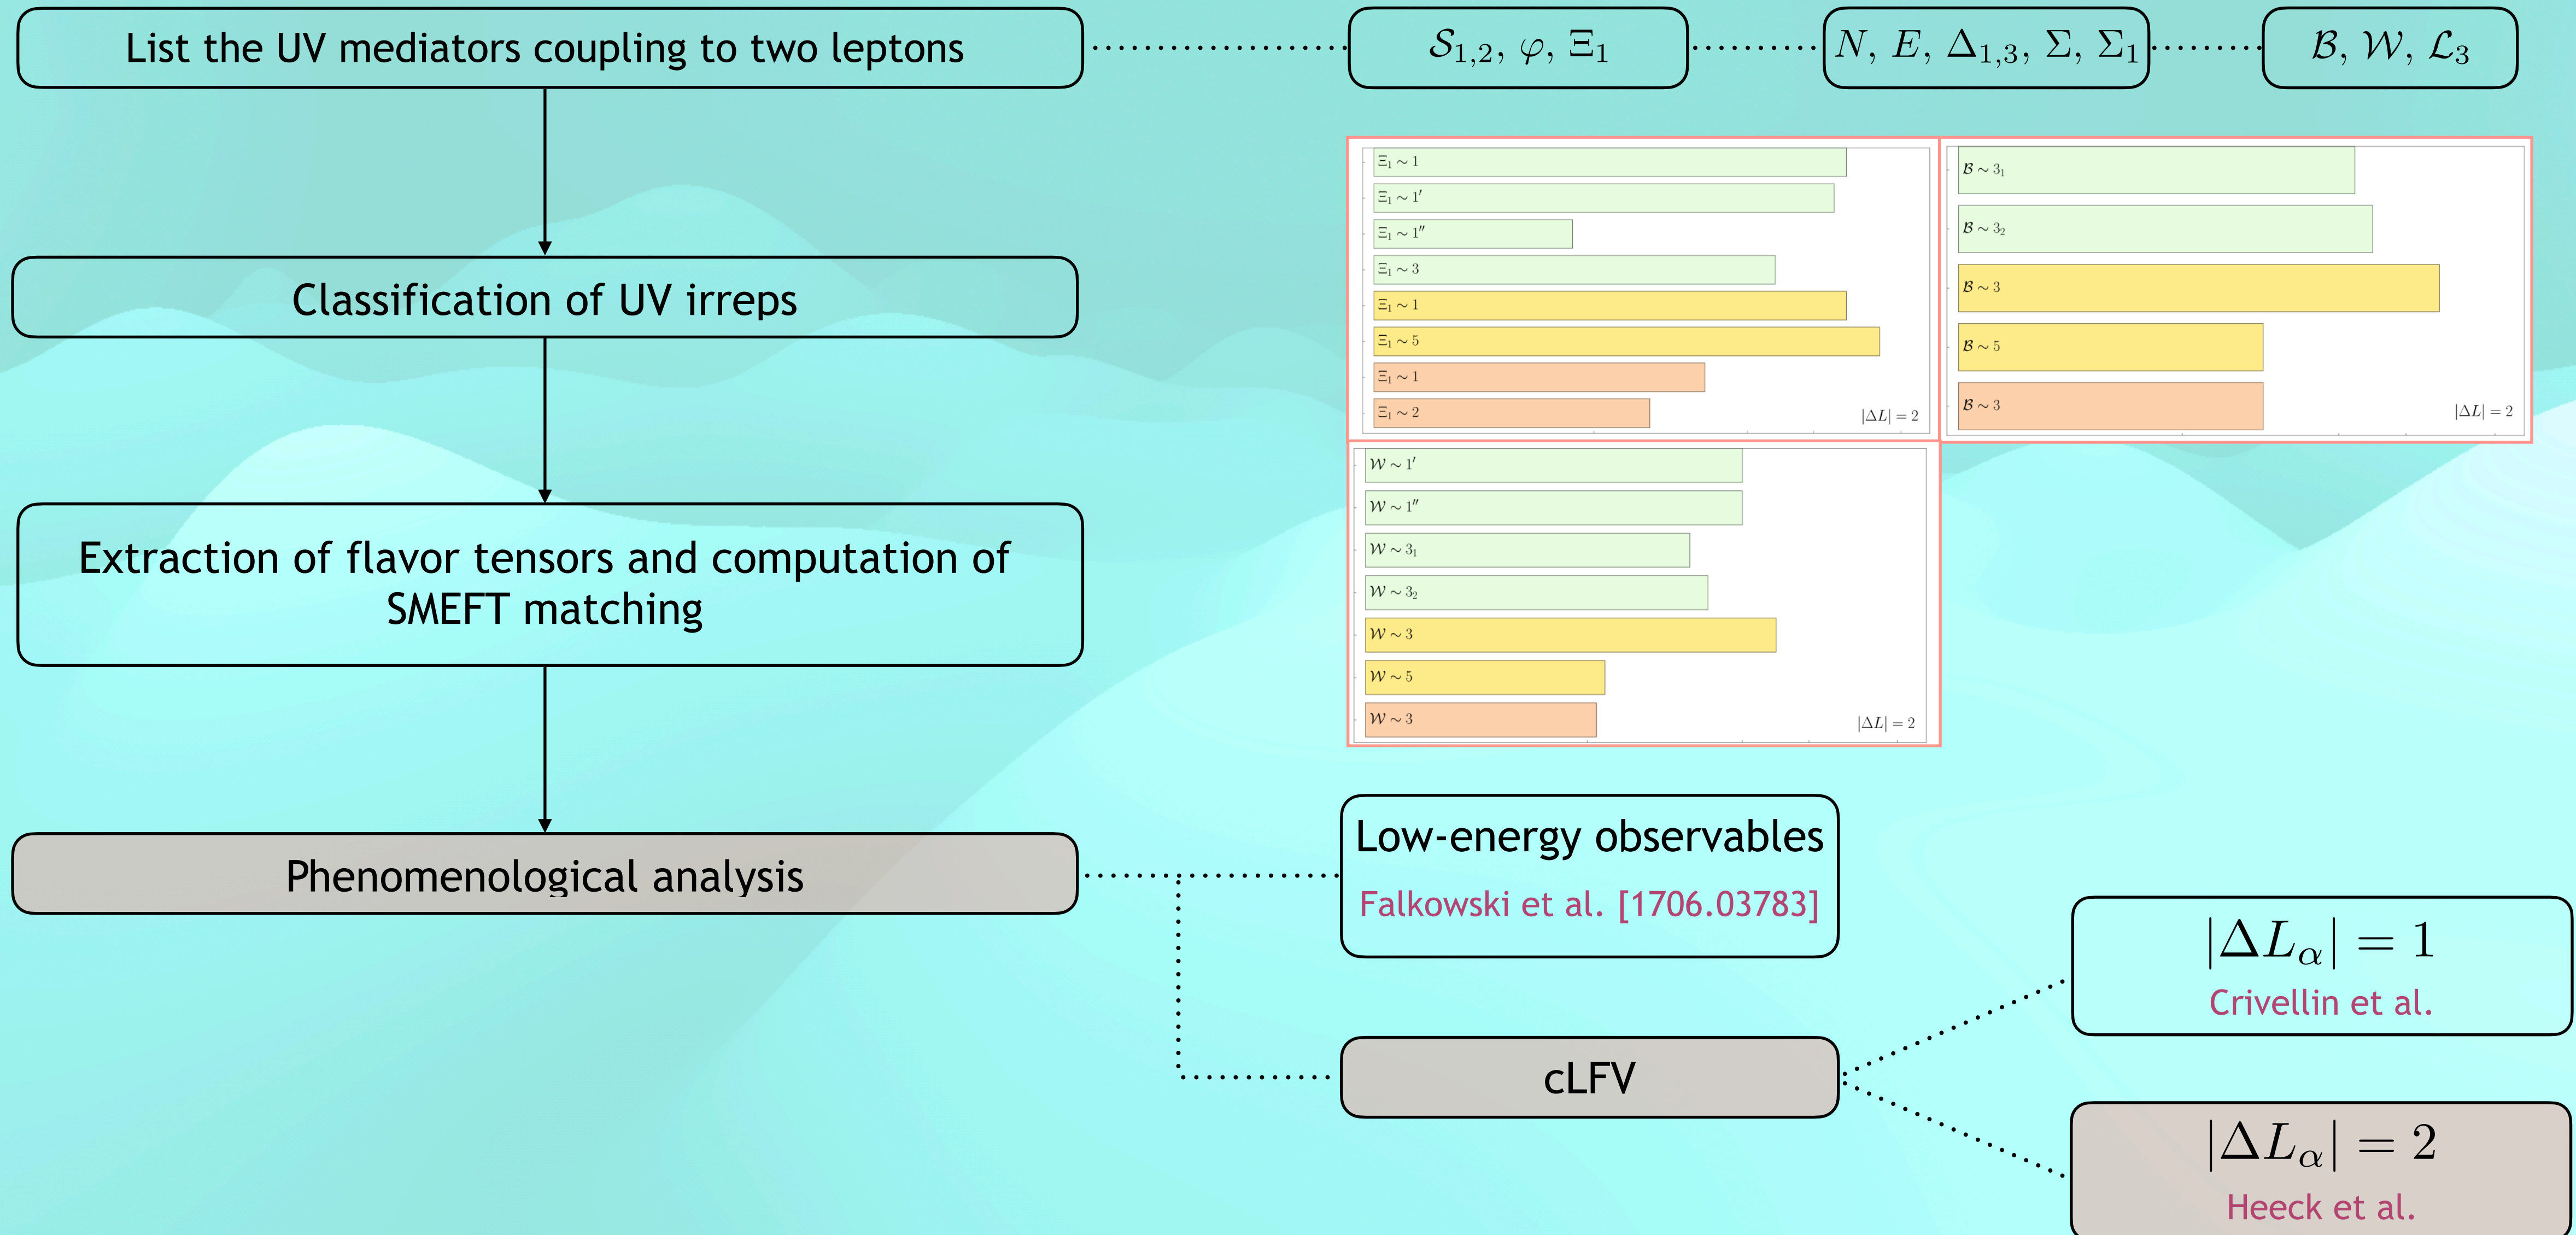 List the UV mediators coupling to two leptons
𝒮₁,₂, φ, Ξ₁
N, E, Δ₁,₃, Σ, Σ₁
ℬ, 𝒲, ℒ₃
Classification of UV irreps
Extraction of flavor tensors and computation of
SMEFT matching
Phenomenological analysis
Ξ₁ ∼ 1
Ξ₁ ∼ 1′
Ξ₁ ∼ 1″
Ξ₁ ∼ 3
Ξ₁ ∼ 1
Ξ₁ ∼ 5
Ξ₁ ∼ 1
Ξ₁ ∼ 2
|ΔL| = 2
ℬ ∼ 3₁
ℬ ∼ 3₂
ℬ ∼ 3
ℬ ∼ 5
ℬ ∼ 3
|ΔL| = 2
𝒲 ∼ 1′
𝒲 ∼ 1″
𝒲 ∼ 3₁
𝒲 ∼ 3₂
𝒲 ∼ 3
𝒲 ∼ 5
𝒲 ∼ 3
|ΔL| = 2
Low-energy observables
Falkowski et al. [1706.03783]
cLFV
|ΔL_α| = 1
Crivellin et al.
|ΔL_α| = 2
Heeck et al.